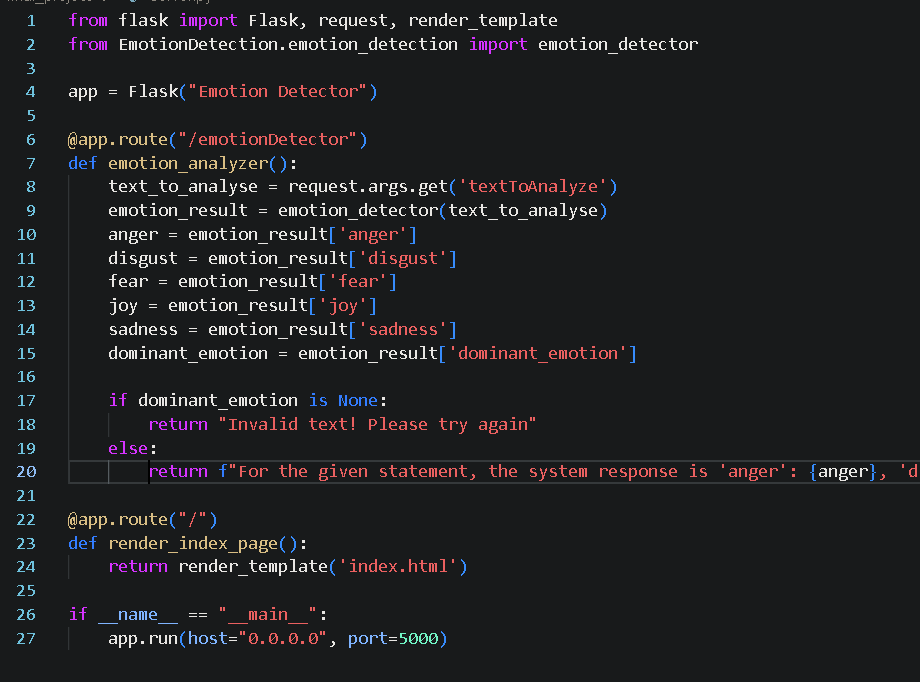 1 from flask import Flask, request, render_template
2 from EmotionDetection.emotion_detection import emotion_detector
3
4 app = Flask("Emotion Detector")
5
6 @app.route("/emotionDetector")
7 def emotion_analyzer():
8     text_to_analyse = request.args.get('textToAnalyze')
9     emotion_result = emotion_detector(text_to_analyse)
10     anger = emotion_result['anger']
11     disgust = emotion_result['disgust']
12     fear = emotion_result['fear']
13     joy = emotion_result['joy']
14     sadness = emotion_result['sadness']
15     dominant_emotion = emotion_result['dominant_emotion']
16
17     if dominant_emotion is None:
18         return "Invalid text! Please try again"
19     else:
20         return f"For the given statement, the system response is 'anger': {anger}, 'd
21
22 @app.route("/")
23 def render_index_page():
24     return render_template('index.html')
25
26 if __name__ == "__main__":
27     app.run(host="0.0.0.0", port=5000)